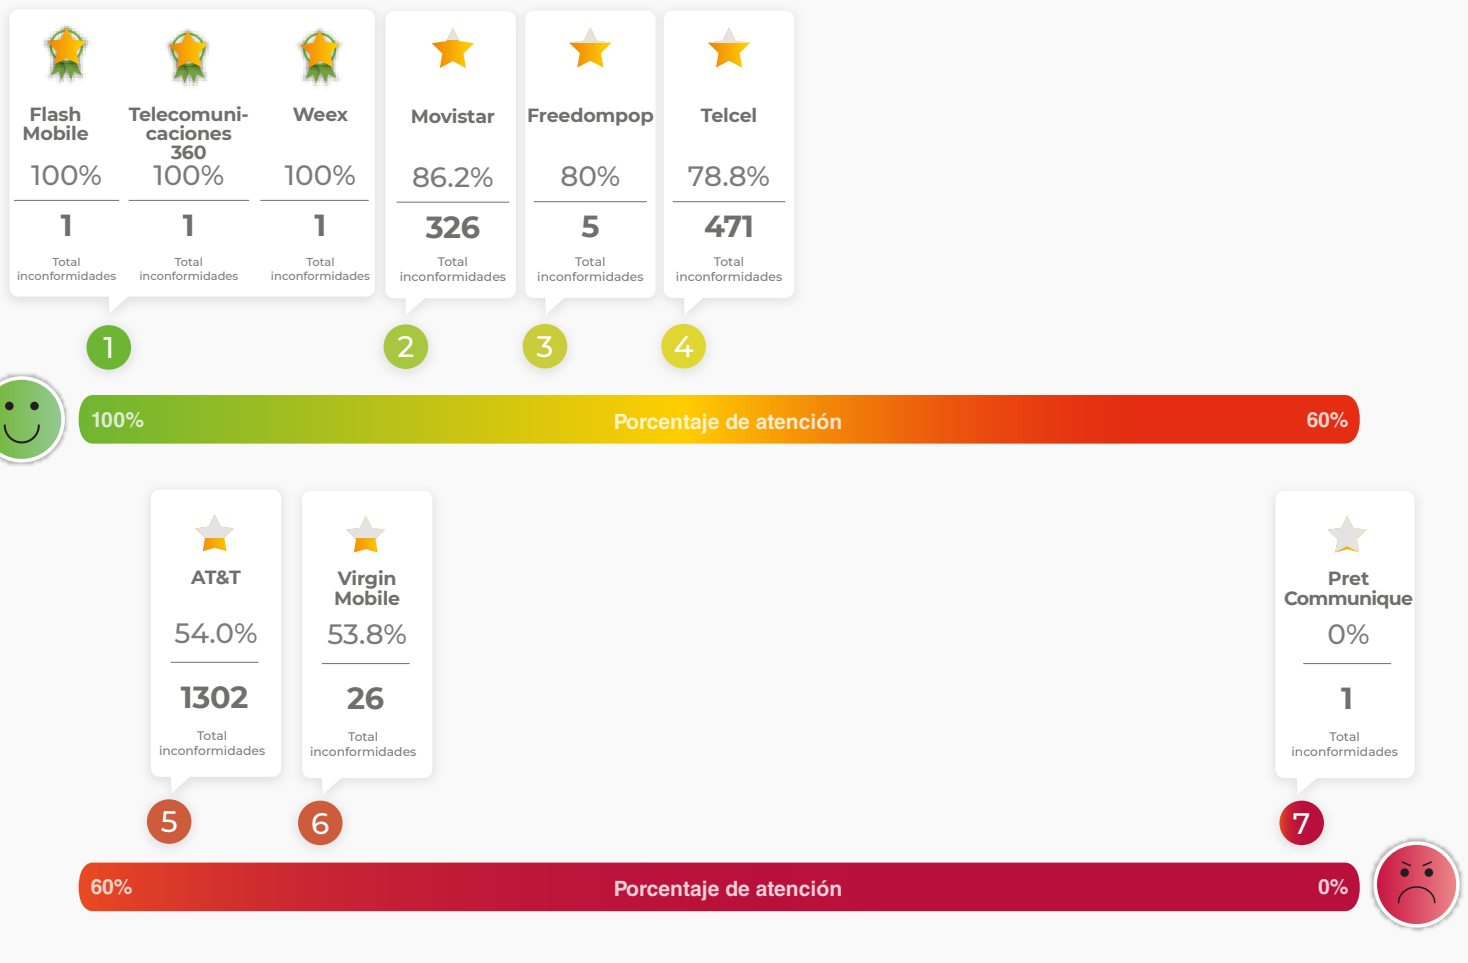 Flash
Mobile
100%
1
Total
inconformidades
Telecomuni-
caciones
360
100%
1
Total
inconformidades
Weex
100%
1
Total
inconformidades
Movistar
86.2%
326
Total
inconformidades
Freedompop
80%
5
Total
inconformidades
Telcel
78.8%
471
Total
inconformidades
1
2
3
4
100%
Porcentaje de atención
60%
AT&T
54.0%
1302
Total
inconformidades
Virgin
Mobile
53.8%
26
Total
inconformidades
Pret
Communique
0%
1
Total
inconformidades
5
6
7
60%
Porcentaje de atención
0%